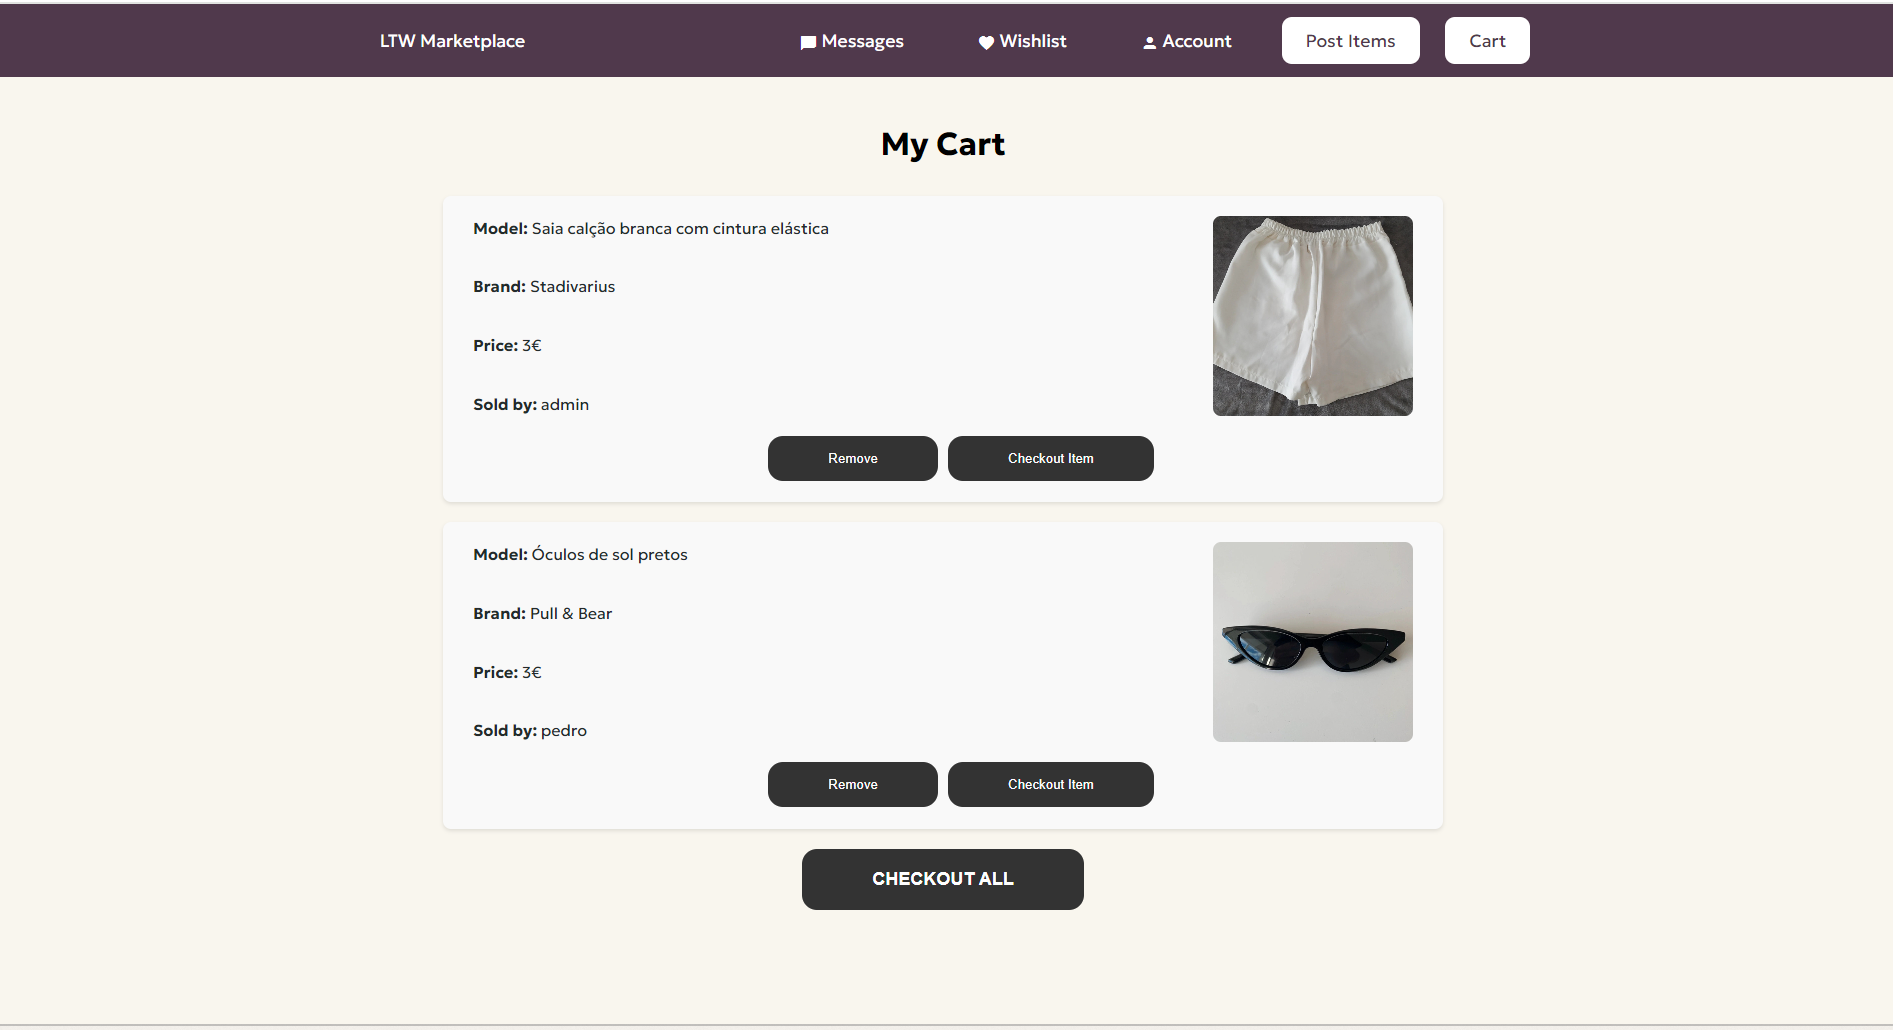 LTW Marketplace
Messages
Wishlist
Account
Post Items
Cart
My Cart
Model: Saia calção branca com cintura elástica
Brand: Stadivarius
Price: 3€
Sold by: admin
Remove
Checkout Item
Model: Óculos de sol pretos
Brand: Pull & Bear
Price: 3€
Sold by: pedro
Remove
Checkout Item
CHECKOUT ALL